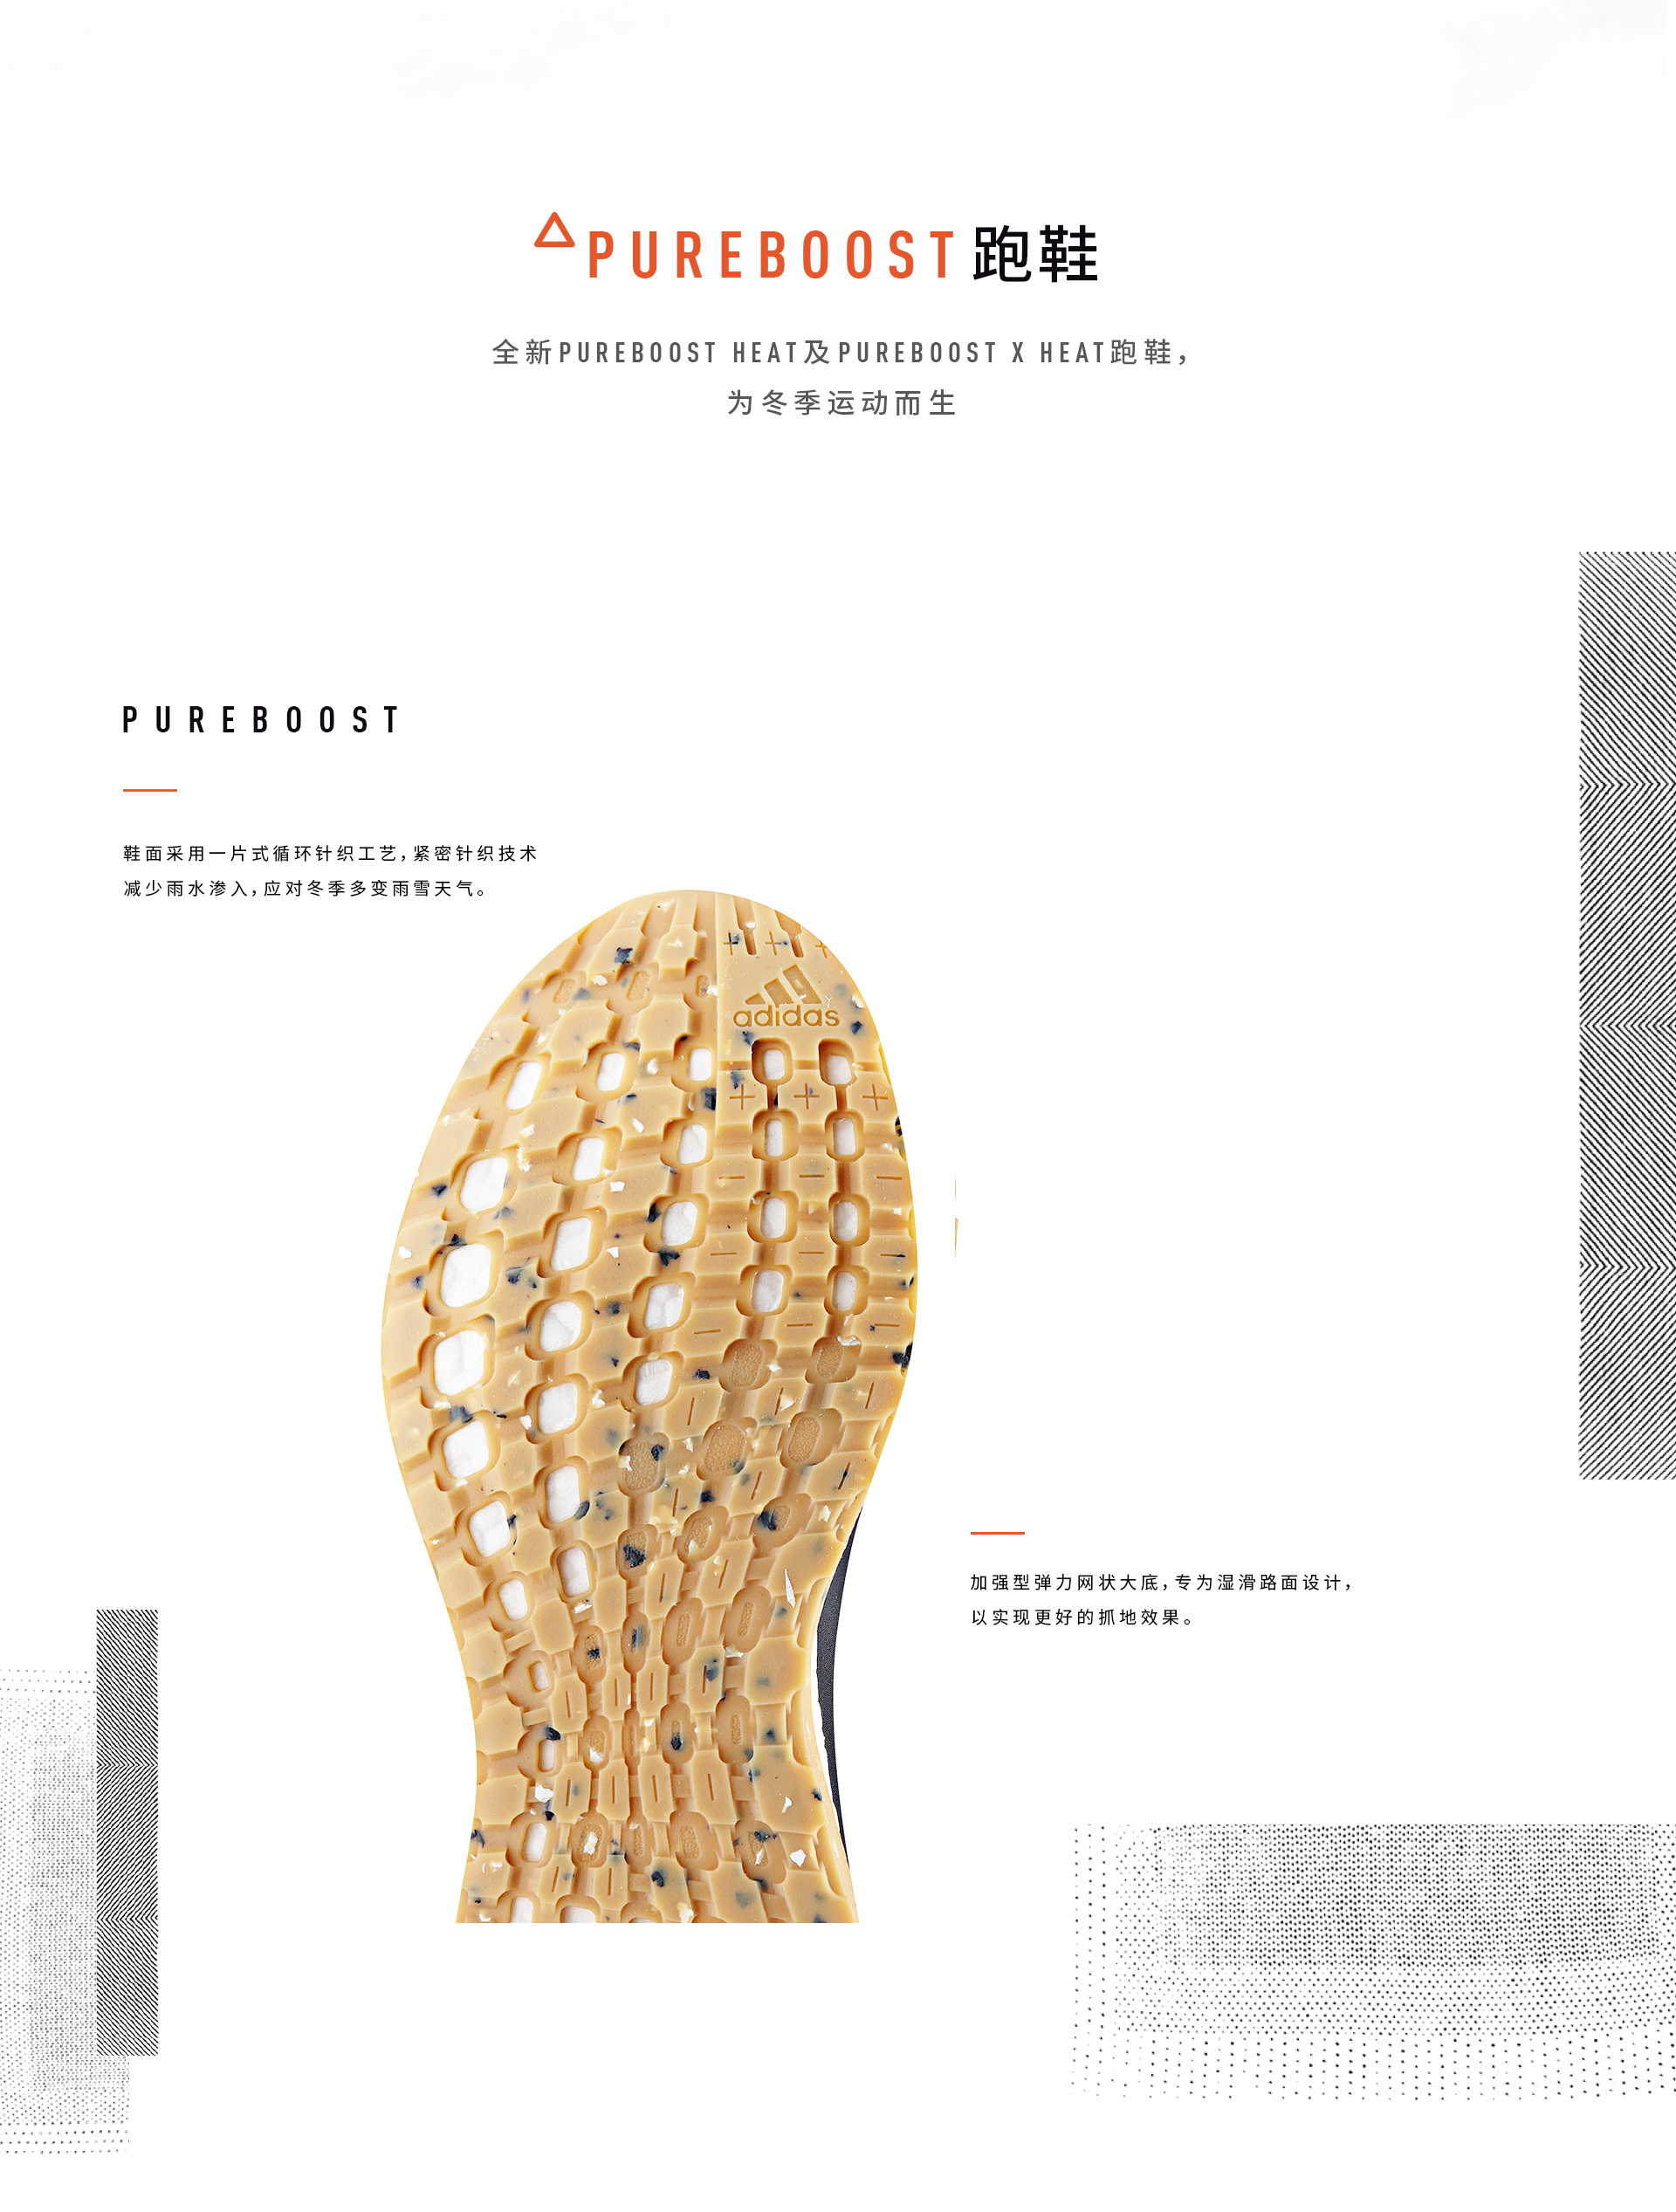 PUREBOOST跑鞋
全新PUREBOOST HEAT及PUREBOOST X HEAT跑鞋，
为冬季运动而生
PUREBOOST
鞋面采用一片式循环针织工艺，紧密针织技术
减少雨水渗入，应对冬季多变雨雪天气。
adidas
加强型弹力网状大底，专为湿滑路面设计，
以实现更好的抓地效果。